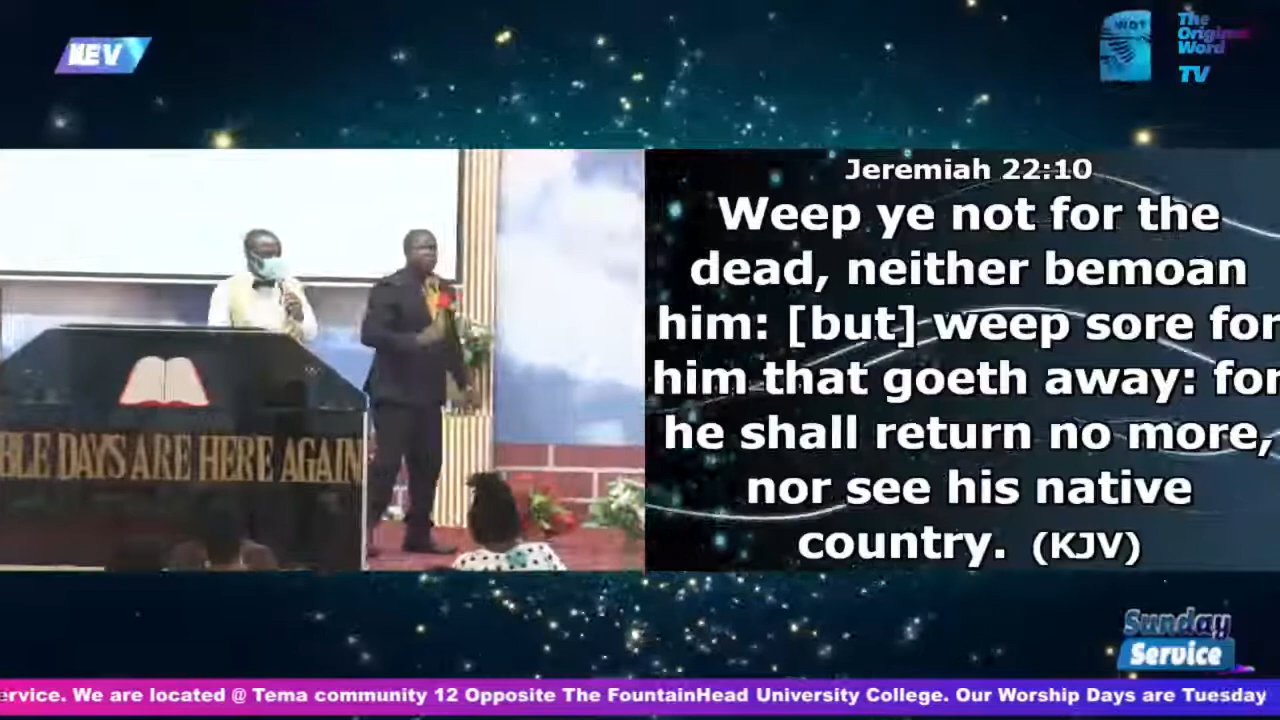 The
Original
Word
TV
Jeremiah 22:10
Weep ye not for the
dead, neither bemoan
him: [but] weep sore for
him that goeth away: for
he shall return no more,
nor see his native
country. (KJV)
BLE DAYS ARE HERE AGAIN
Sunday
Service
ervice. We are located @ Tema community 12 Opposite The FountainHead University College. Our Worship Days are Tuesday